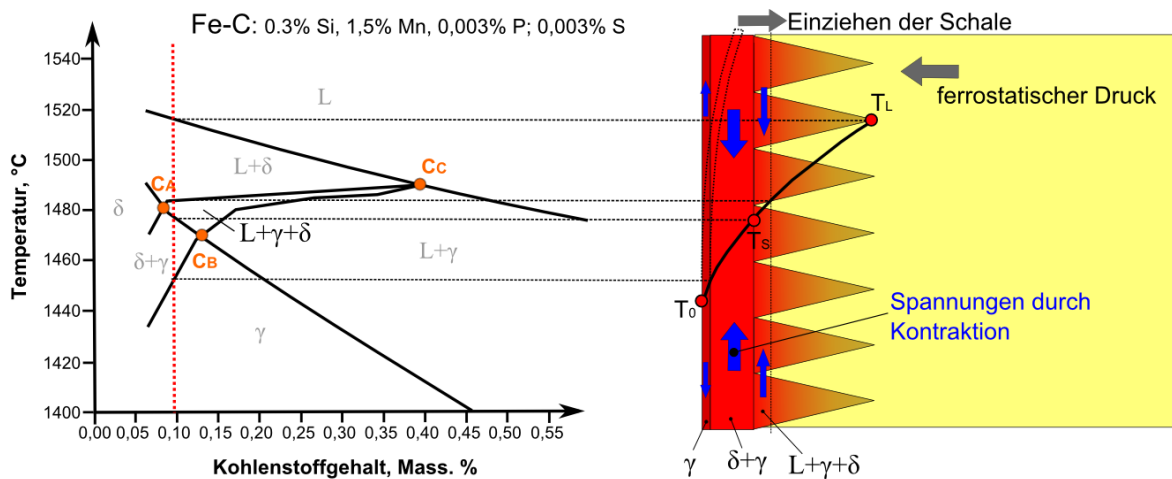 Fe-C: 0.3% Si, 1,5% Mn, 0,003% P; 0,003% S
Temperatur, °C
1540
1520
1500
1480
1460
1440
1420
1400
0,00
0,05
0,10
0,15
0,20
0,25
0,30
0,35
0,40
0,45
0,50
0,55
Kohlenstoffgehalt, Mass. %
L
L+δ
CC
CA
δ
L+γ+δ
δ+γ
CB
L+γ
γ
Einziehen der Schale
ferrostatischer Druck
TL
TS
T0
Spannungen durch
Kontraktion
γ
δ+γ
L+γ+δ